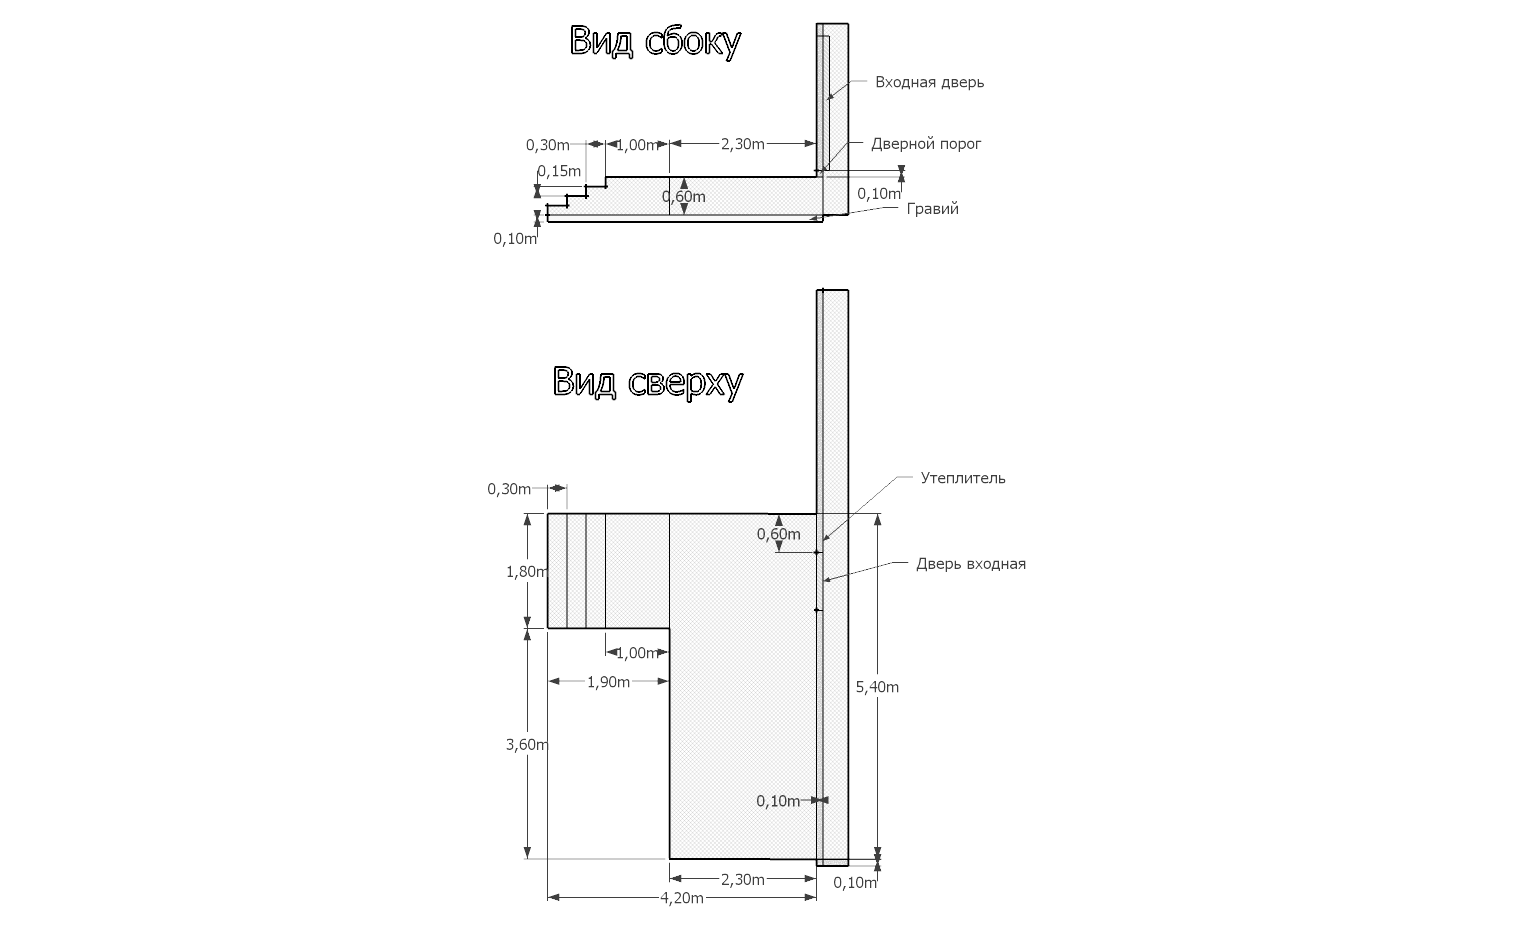 Вид сбоку
Входная дверь
Дверной порог
0,30m
1,00m
2,30m
0,15m
0,60m
0,10m
Гравий
0,10m
Вид сверху
Утеплитель
0,30m
0,60m
Дверь входная
1,80m
1,00m
1,90m
5,40m
3,60m
0,10m
2,30m
0,10m
4,20m